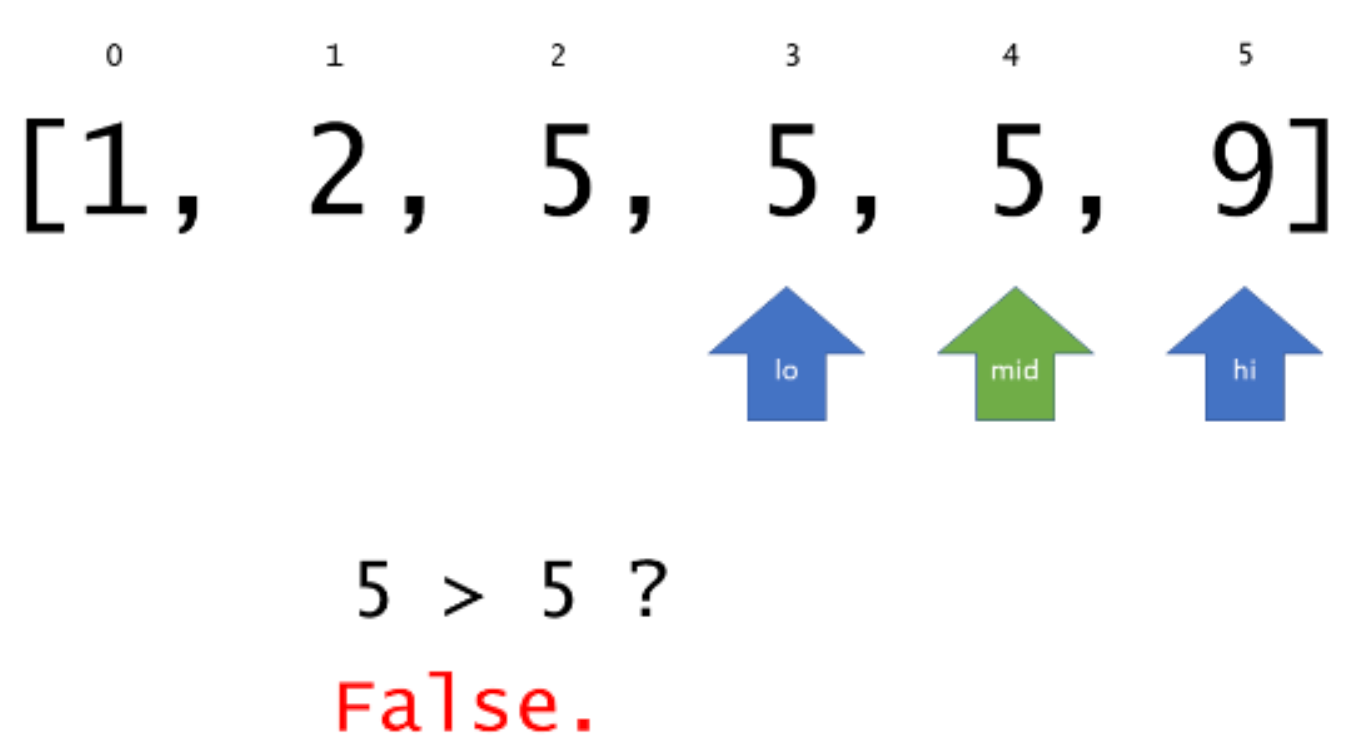 0 1 2 3 4 5
[1, 2, 5, 5, 5, 9]
lo mid hi
5 > 5 ?
False.